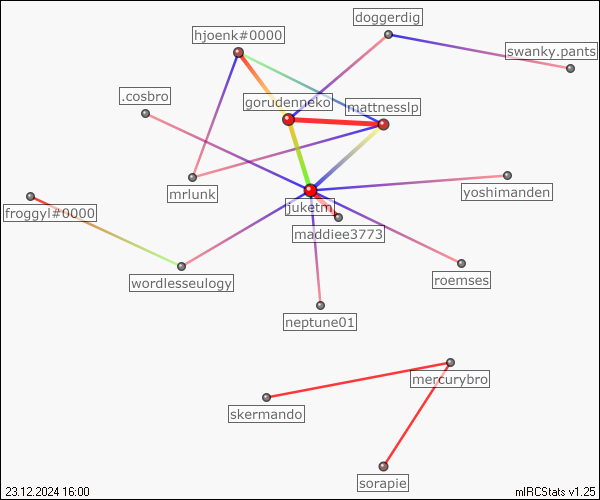 doggerdig
hjoenk#0000
swanky.pants
.cosbro
gorudenneko
mattnesslp
mrlunk
yoshimanden
juketm
froggyl#0000
maddiee3773
wordlesseulogy
roemses
neptune01
mercurybro
skermando
sorapie
23.12.2024 16:00
mIRCStats v1.25